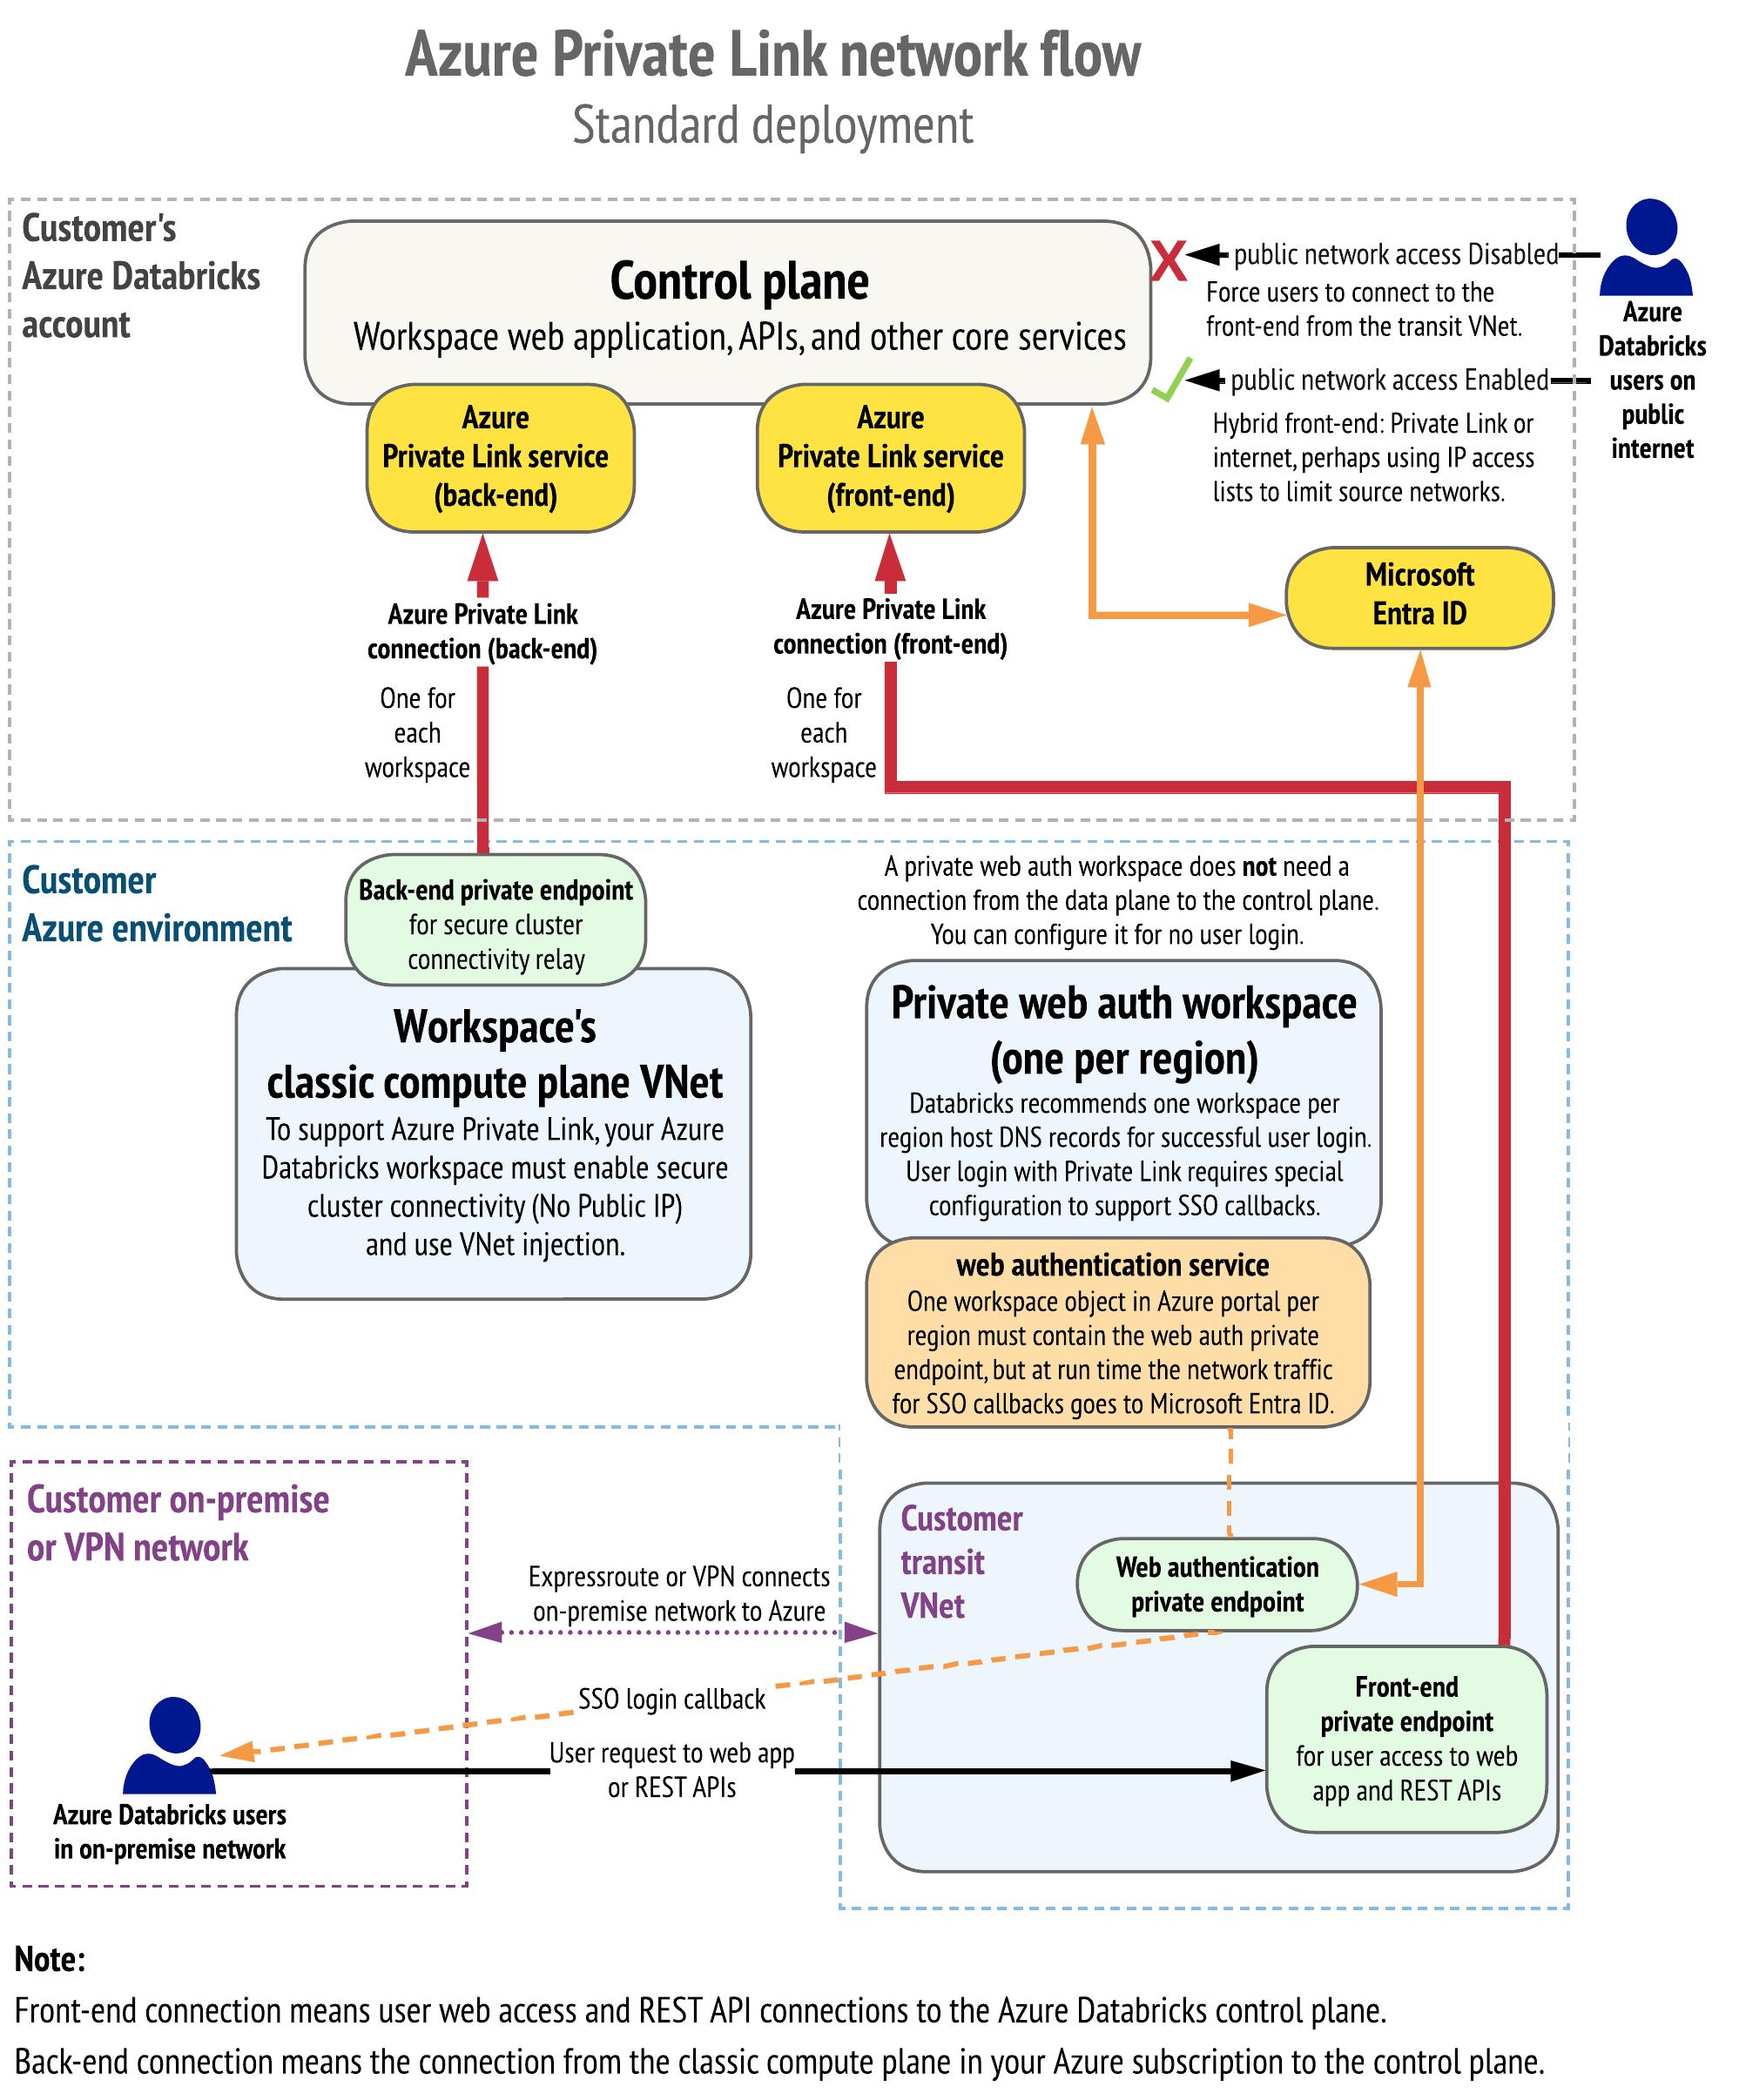 Azure Private Link network flow
Standard deployment
Customer's
Azure Databricks
account
Control plane
Workspace web application, APIs, and other core services
X
public network access Disabled
Force users to connect to the
front-end from the transit VNet.
public network access Enabled
Hybrid front-end: Private Link or
internet, perhaps using IP access
lists to limit source networks.
Azure
Databricks
users on
public
internet
Azure
Private Link service
(back-end)
Azure
Private Link service
(front-end)
Microsoft
Entra ID
Azure Private Link
connection (back-end)
One for
each
workspace
Azure Private Link
connection (front-end)
One for
each
workspace
Customer
Azure environment
Back-end private endpoint
for secure cluster
connectivity relay
Workspace's
classic compute plane VNet
To support Azure Private Link, your Azure
Databricks workspace must enable secure
cluster connectivity (No Public IP)
and use VNet injection.
A private web auth workspace does not need a
connection from the data plane to the control plane.
You can configure it for no user login.
Private web auth workspace
(one per region)
Databricks recommends one workspace per
region host DNS records for successful user login.
User login with Private Link requires special
configuration to support SSO callbacks.
web authentication service
One workspace object in Azure portal per
region must contain the web auth private
endpoint, but at run time the network traffic
for SSO callbacks goes to Microsoft Entra ID.
Customer on-premise
or VPN network
Expressroute or VPN connects
on-premise network to Azure
Customer
transit
VNet
Web authentication
private endpoint
SSO login callback
User request to web app
or REST APIs
Front-end
private endpoint
for user access to web
app and REST APIs
Azure Databricks users
in on-premise network
Note:
Front-end connection means user web access and REST API connections to the Azure Databricks control plane.
Back-end connection means the connection from the classic compute plane in your Azure subscription to the control plane.